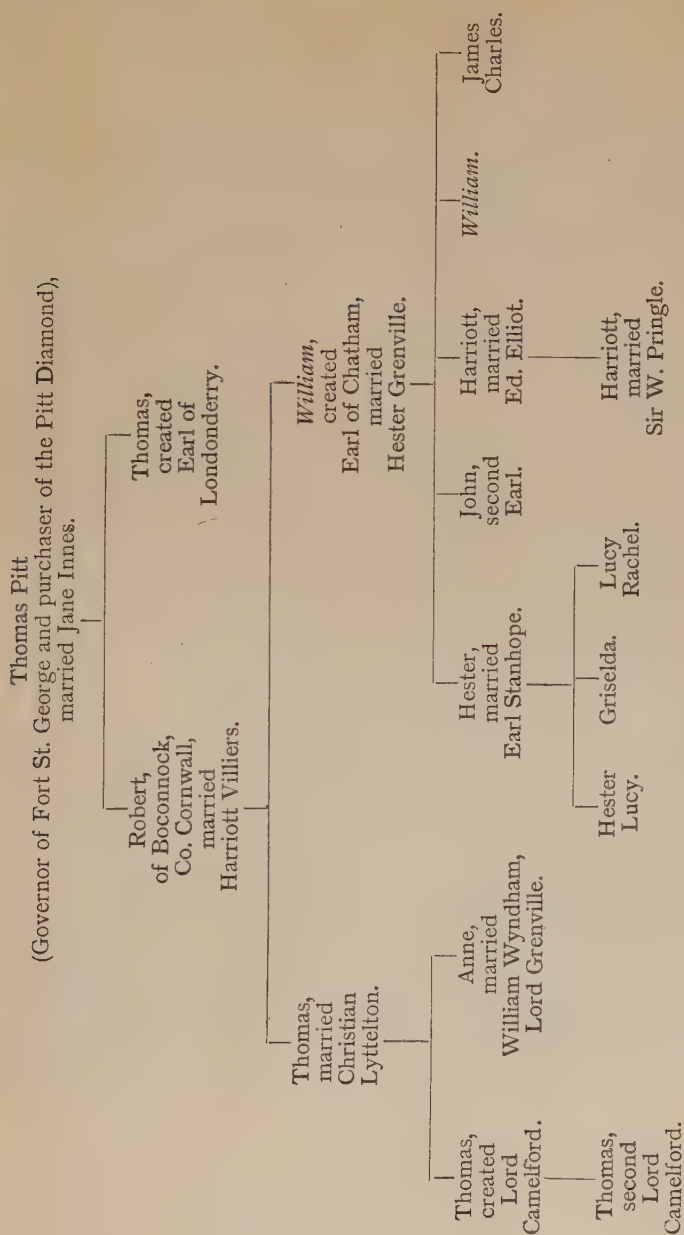 Thomas Pitt
(Governor of Fort St. George and purchaser of the Pitt Diamond),
married Jane Innes.
Robert,
of Boconnock,
Co. Cornwall,
married
Harriott Villiers.
Thomas,
created
Earl of
Londonderry.
Thomas,
married
Christian
Lyttelton.
William,
created
Earl of Chatham,
married
Hester Grenville.
Thomas,
created
Lord
Camelford.
Anne,
married
William Wyndham,
Lord Grenville.
Hester,
married
Earl Stanhope.
John,
second
Earl.
Harriott,
married
Ed. Elliot.
William.
James
Charles.
Thomas,
second
Lord
Camelford.
Hester
Lucy.
Griselda.
Lucy
Rachel.
Harriott,
married
Sir W. Pringle.